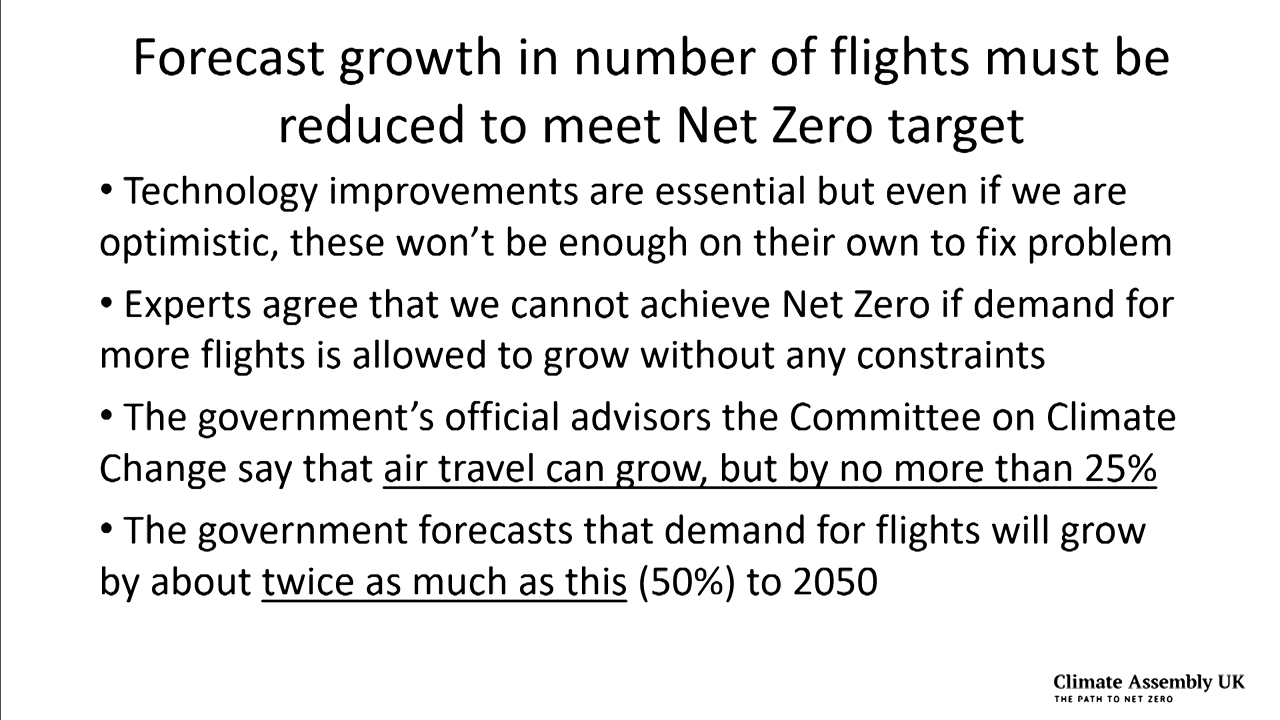 Forecast growth in number of flights must be
reduced to meet Net Zero target
• Technology improvements are essential but even if we are
optimistic, these won’t be enough on their own to fix problem
• Experts agree that we cannot achieve Net Zero if demand for
more flights is allowed to grow without any constraints
• The government’s official advisors the Committee on Climate
Change say that air travel can grow, but by no more than 25%
• The government forecasts that demand for flights will grow
by about twice as much as this (50%) to 2050
Climate Assembly UK
THE PATH TO NET ZERO